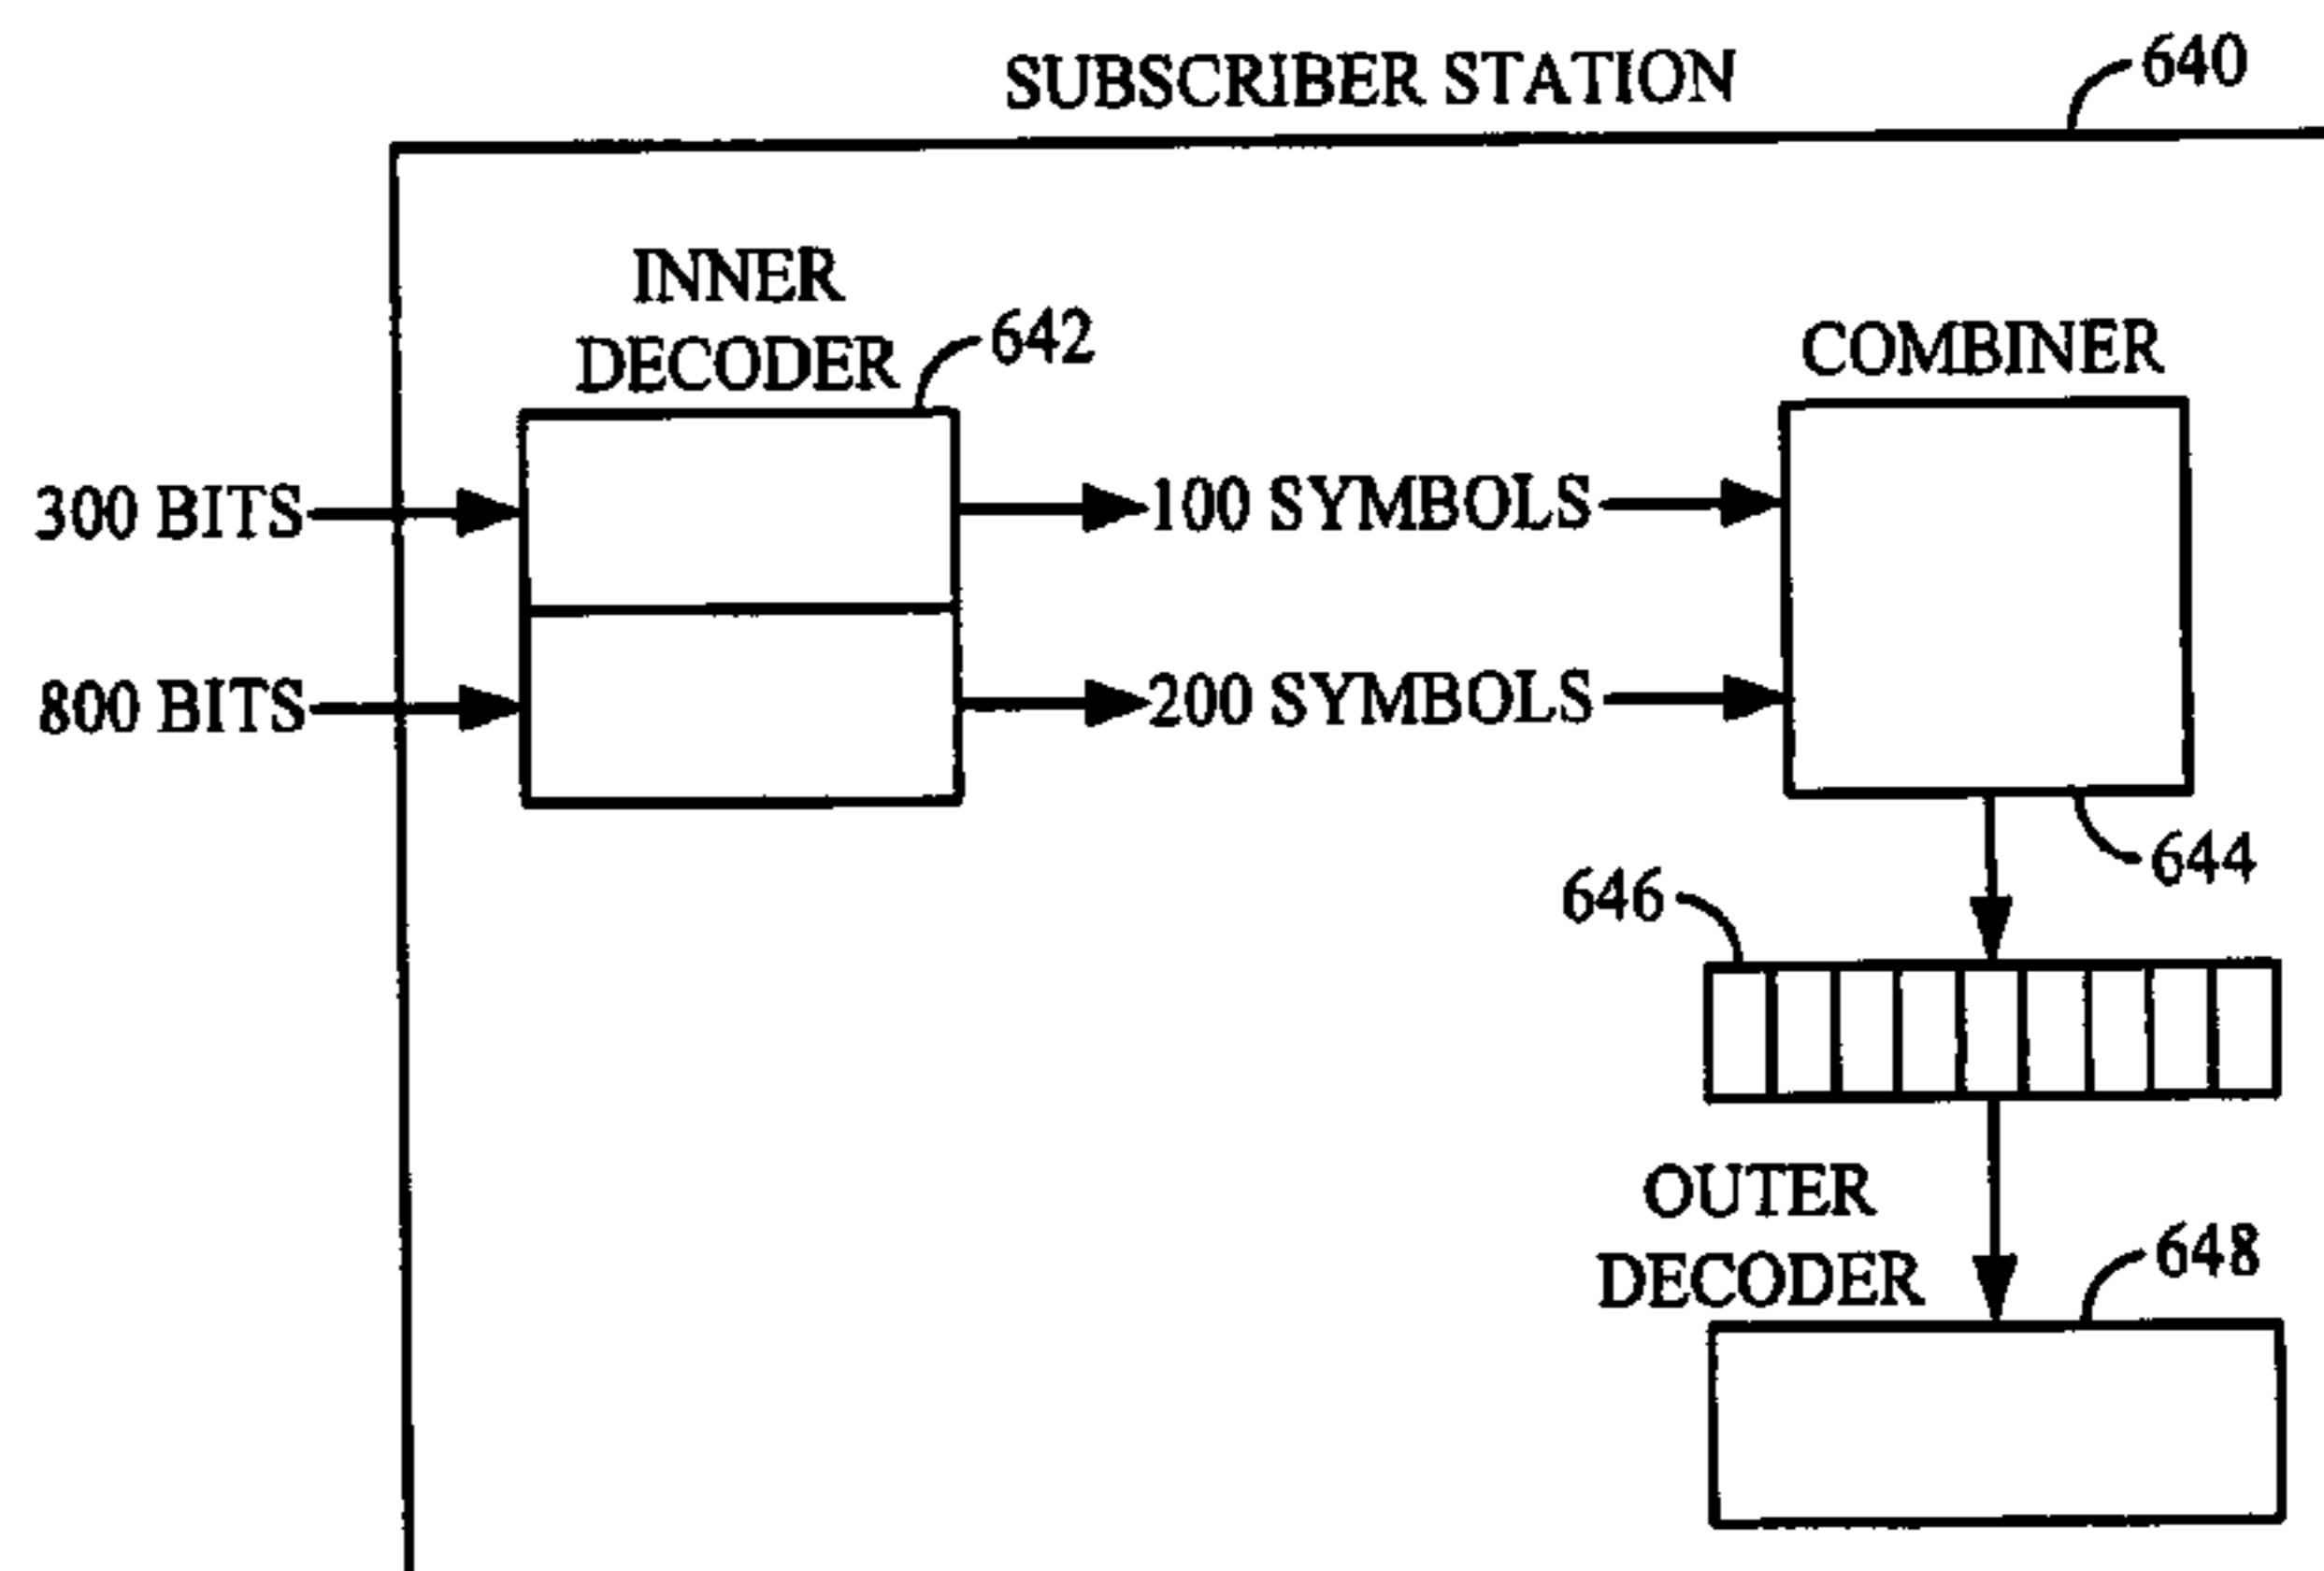 SUBSCRIBER STATION
640
INNER
DECODER
642
COMBINER
300 BITS
100 SYMBOLS
800 BITS
200 SYMBOLS
644
646
OUTER
DECODER
648